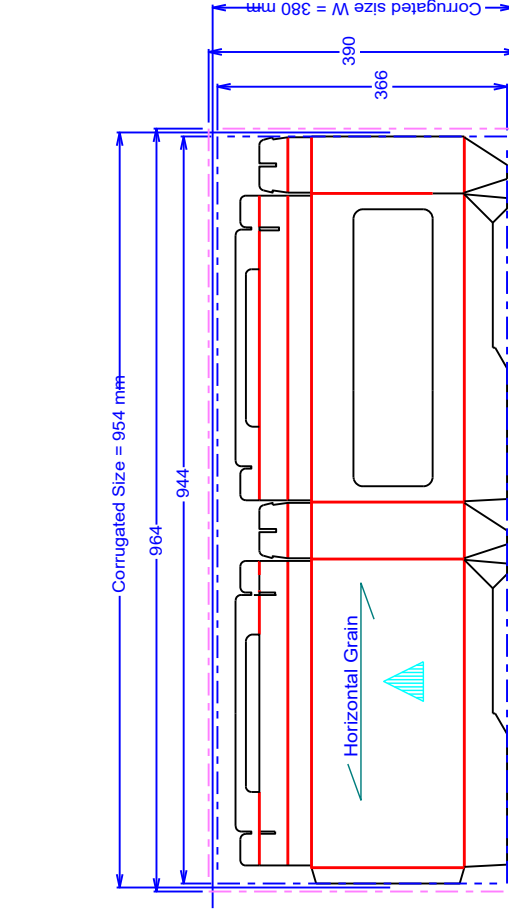 Corrugated size W = 380 mm
390
366
Corrugated Size = 954 mm
964
944
Horizontal Grain